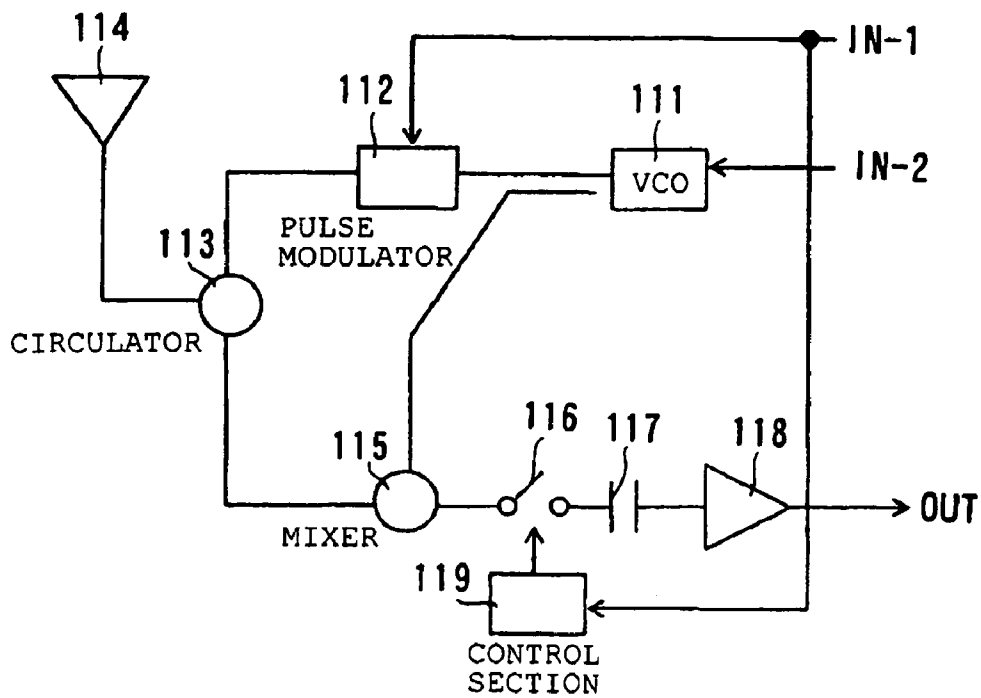 114
IN-1
112
111
VCO
IN-2
PULSE
MODULATOR
113
CIRCULATOR
116
117
118
115
MIXER
OUT
119
CONTROL
SECTION